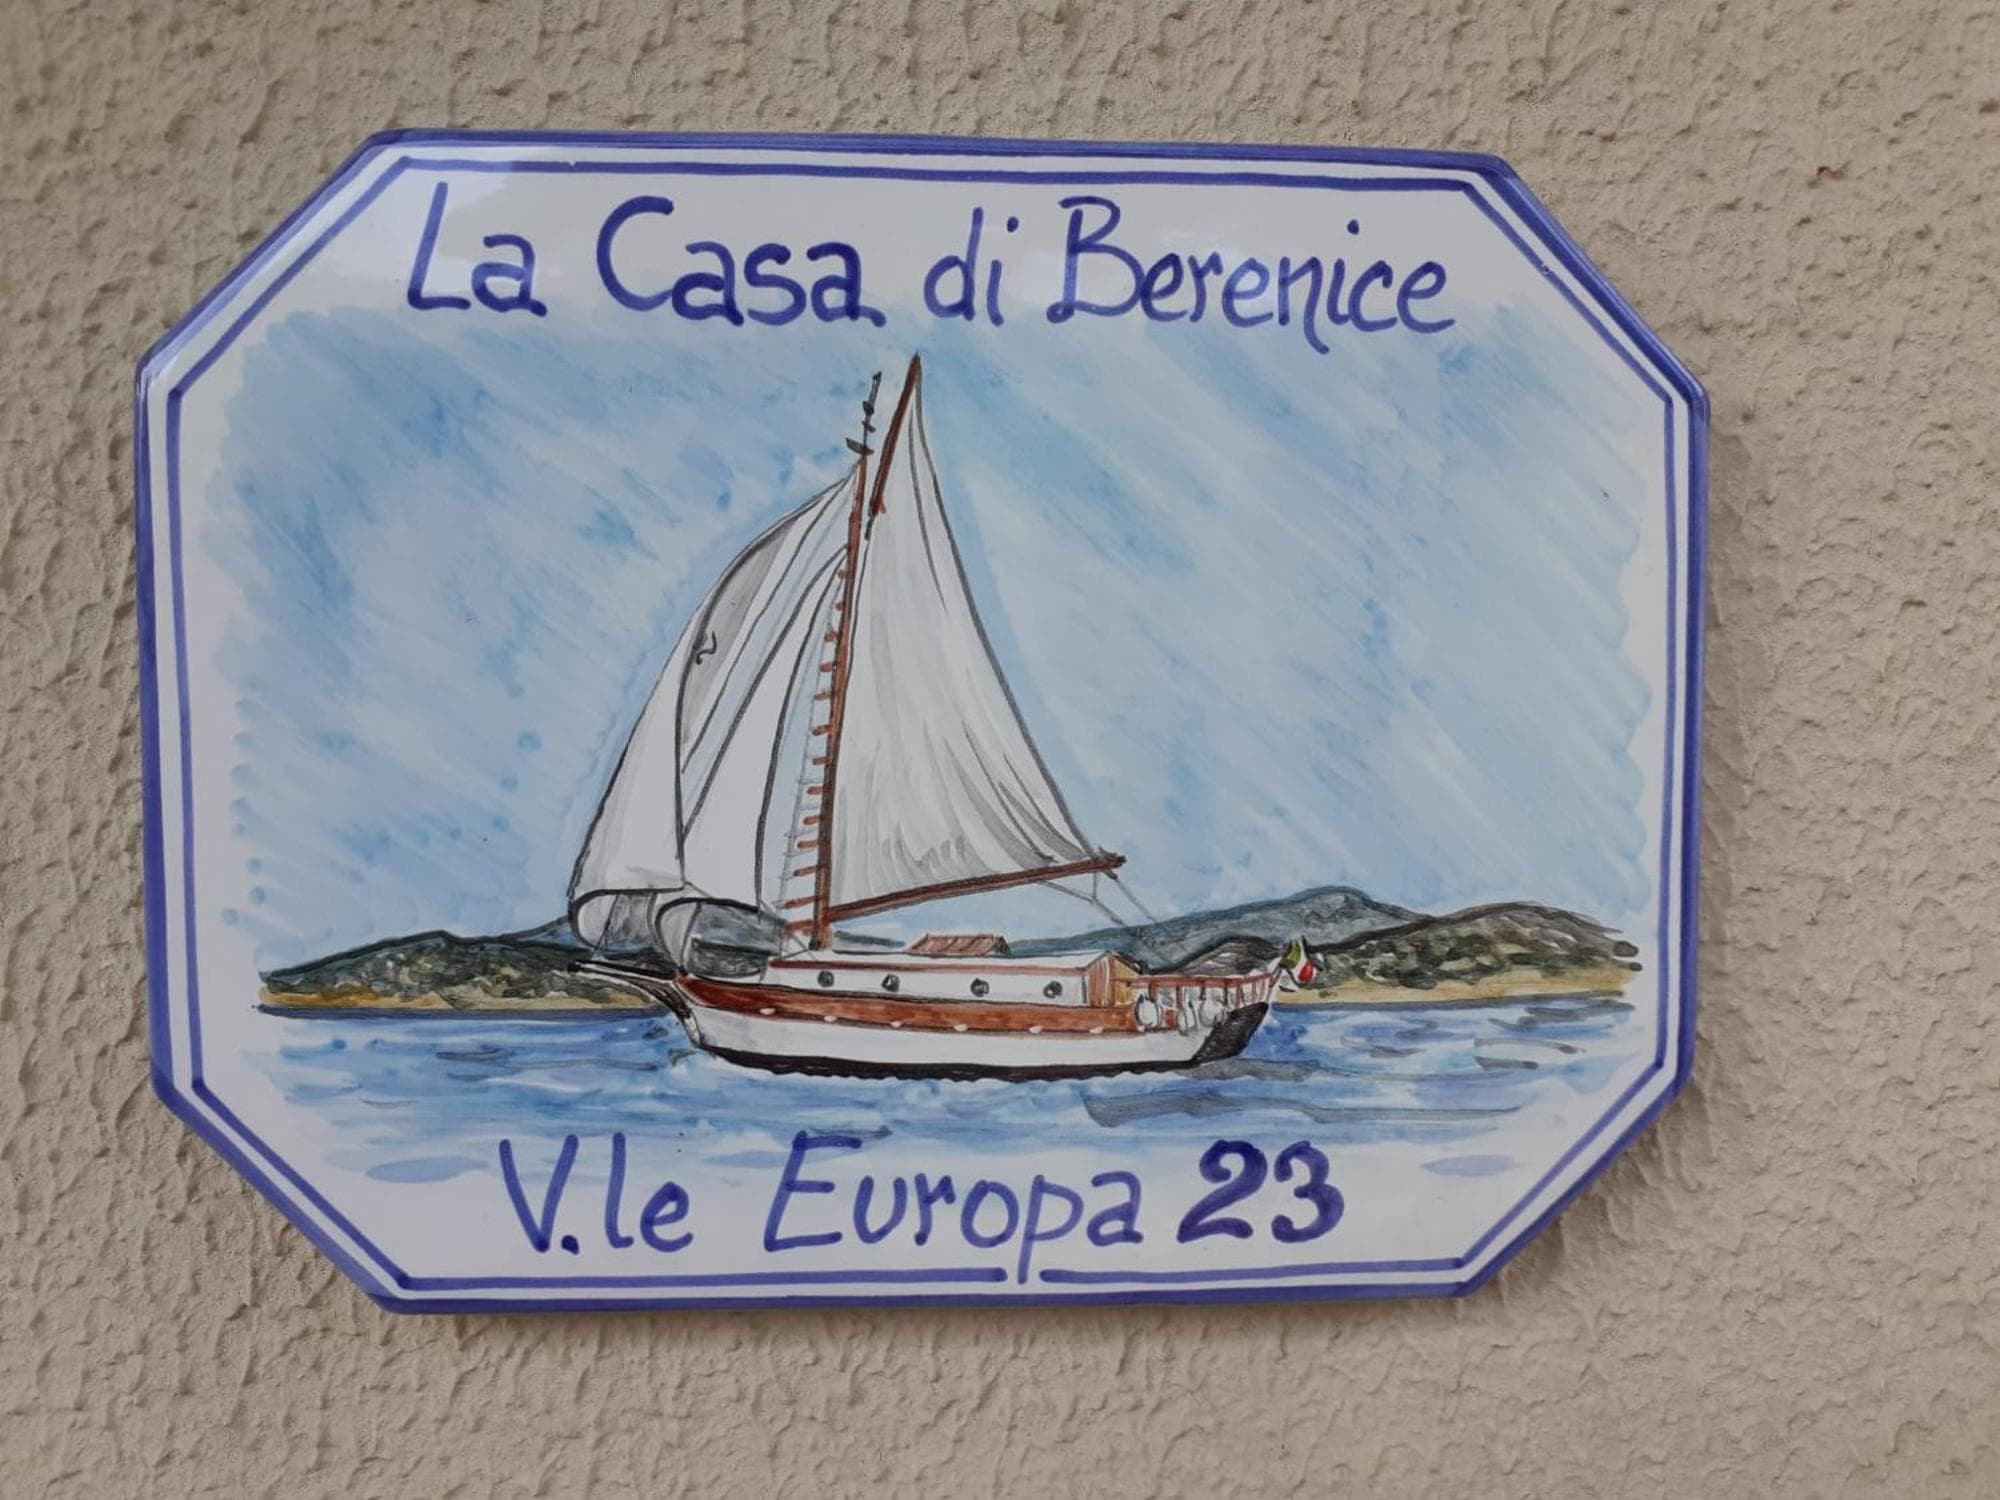 La Casa di Berenice
V.le Europa 23